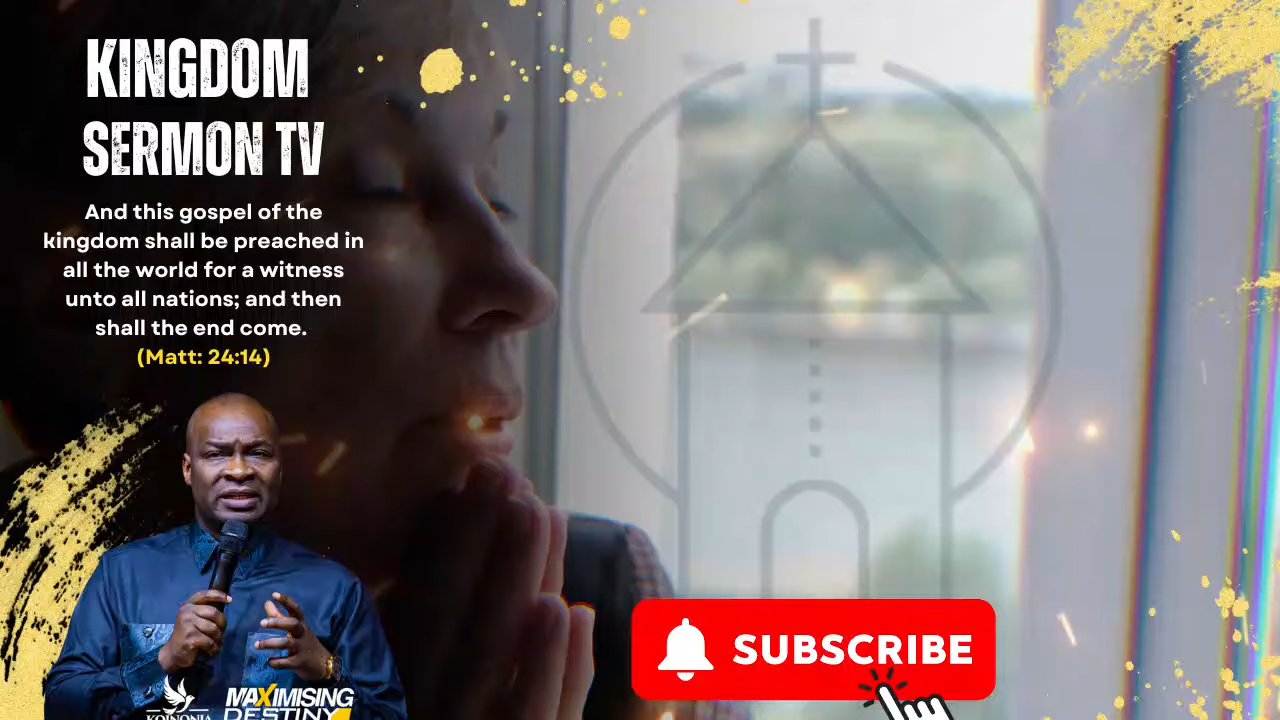 KINGDOM
SERMON TV
And this gospel of the
kingdom shall be preached in
all the world for a witness
unto all nations; and then
shall the end come.
(Matt: 24:14)
KOINONIA
MAXIMISING
DESTINY
SUBSCRIBE